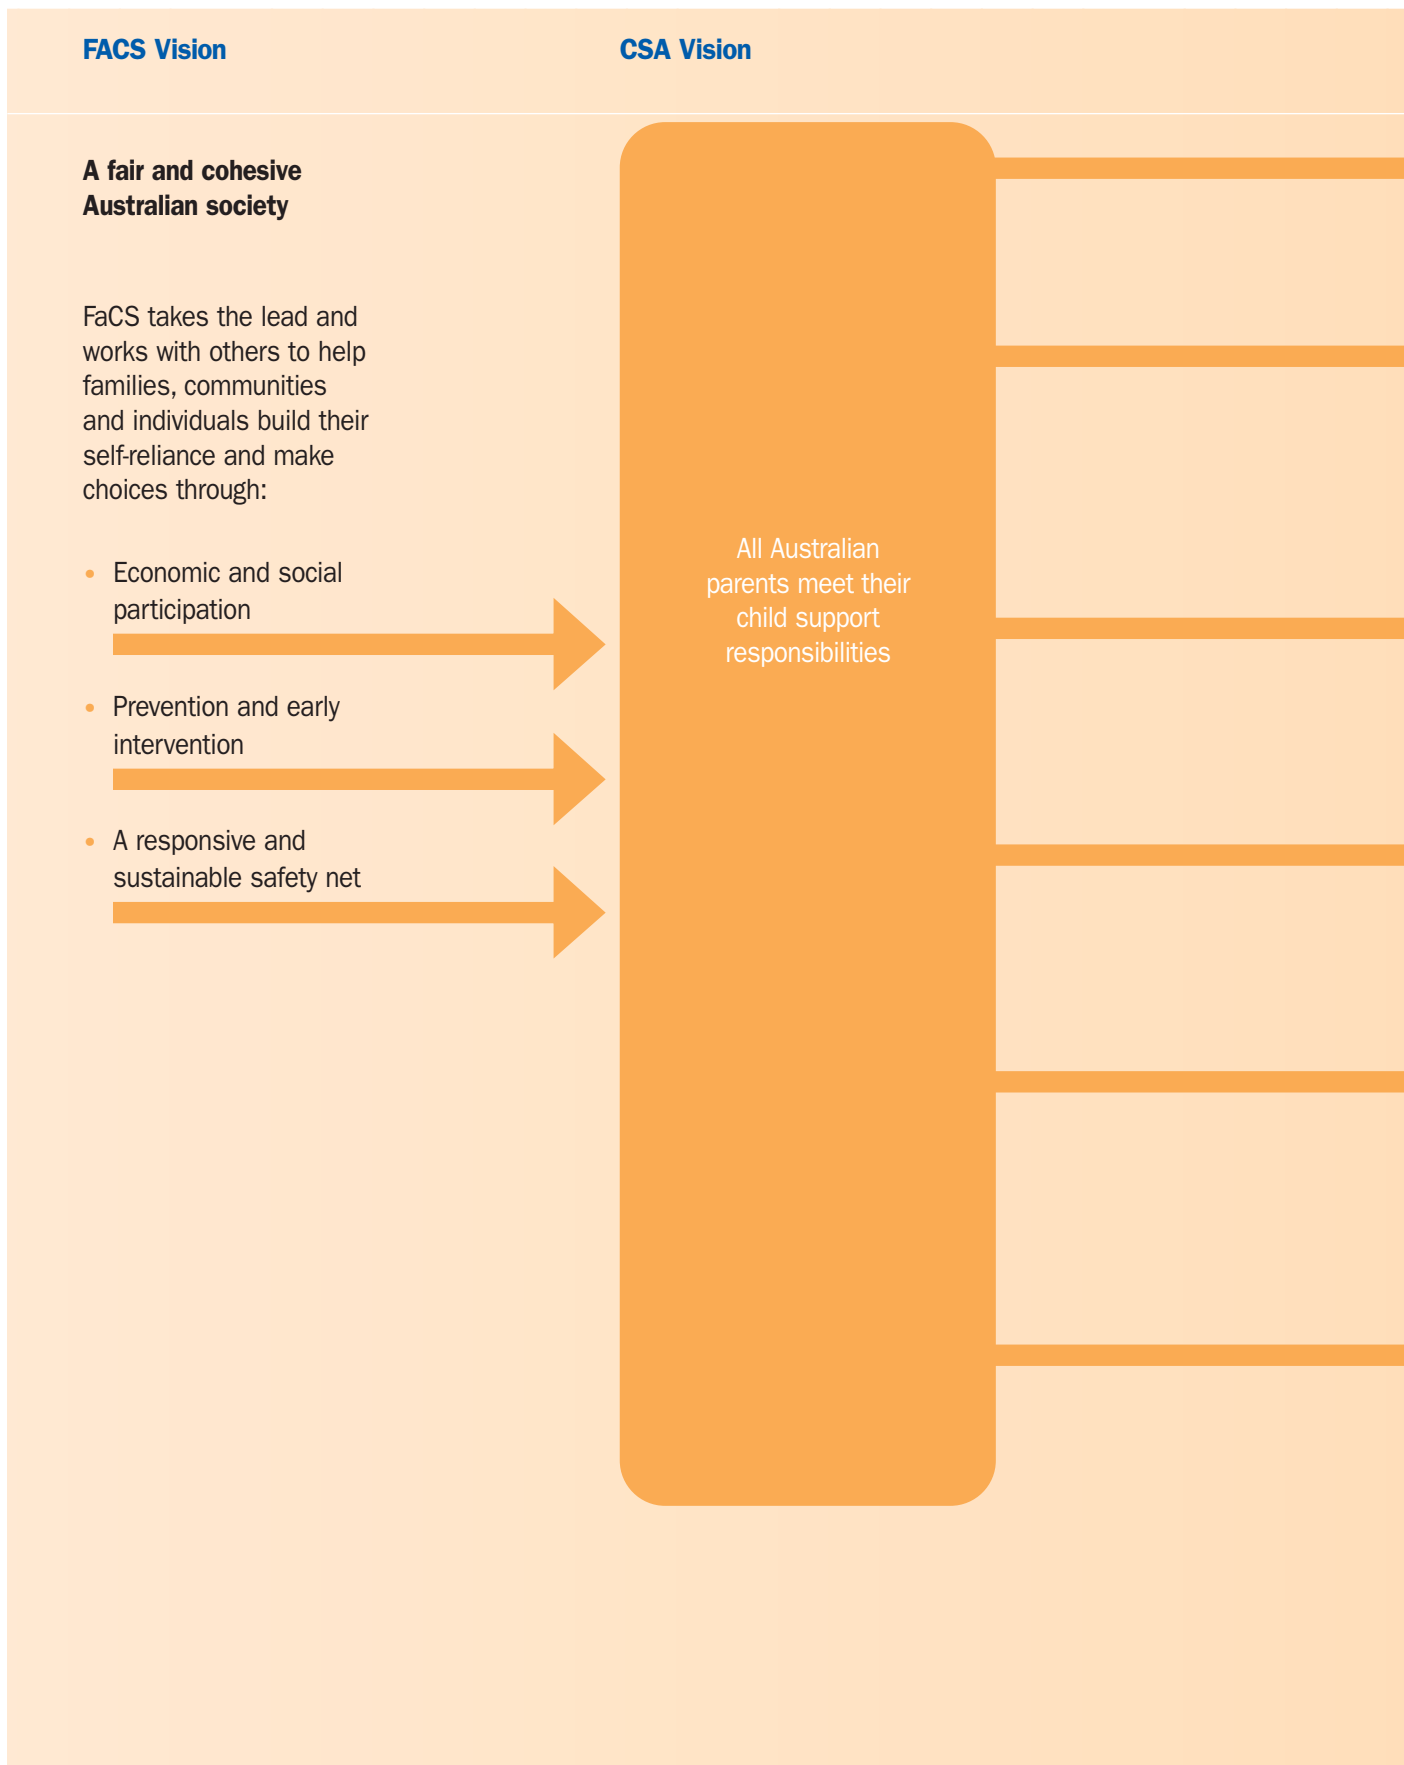 FACS Vision
CSA Vision
A fair and cohesive
Australian society
FaCS takes the lead and
works with others to help
families, communities
and individuals build their
self-reliance and make
choices through:
• Economic and social
participation
• Prevention and early
intervention
• A responsive and
sustainable safety net
All Australian
parents meet their
child support
responsibilities